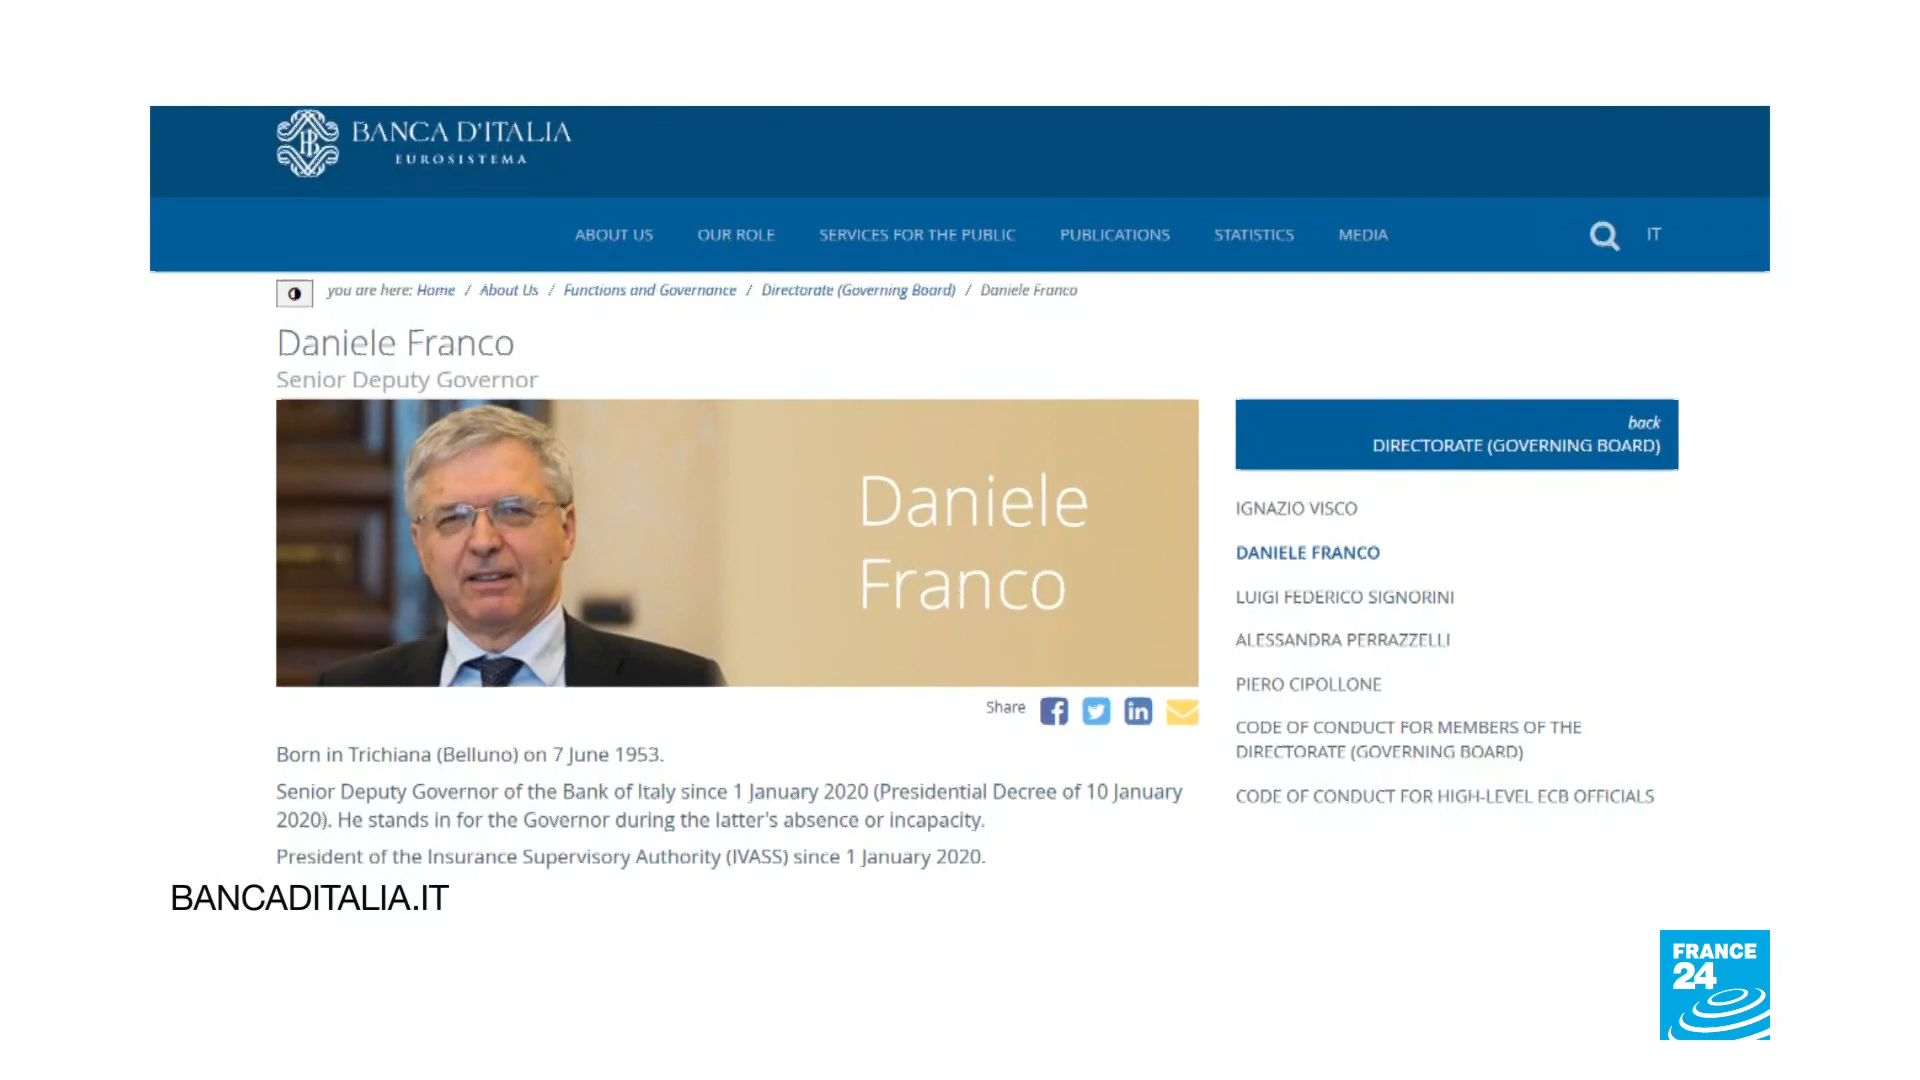 BANCA D'ITALIA
EUROSISTEMA
ABOUT US OUR ROLE SERVICES FOR THE PUBLIC PUBLICATIONS STATISTICS MEDIA IT
you are here: Home / About Us / Functions and Governance / Directorate (Governing Board) / Daniele Franco
Daniele Franco
Senior Deputy Governor
Daniele
Franco
Share
Born in Trichiana (Belluno) on 7 June 1953.
Senior Deputy Governor of the Bank of Italy since 1 January 2020 (Presidential Decree of 10 January
2020). He stands in for the Governor during the latter's absence or incapacity.
President of the Insurance Supervisory Authority (IVASS) since 1 January 2020.
back
DIRECTORATE (GOVERNING BOARD)
IGNAZIO VISCO
DANIELE FRANCO
LUIGI FEDERICO SIGNORINI
ALESSANDRA PERRAZZELLI
PIERO CIPOLLONE
CODE OF CONDUCT FOR MEMBERS OF THE
DIRECTORATE (GOVERNING BOARD)
CODE OF CONDUCT FOR HIGH-LEVEL ECB OFFICIALS
BANCADITALIA.IT
FRANCE
24